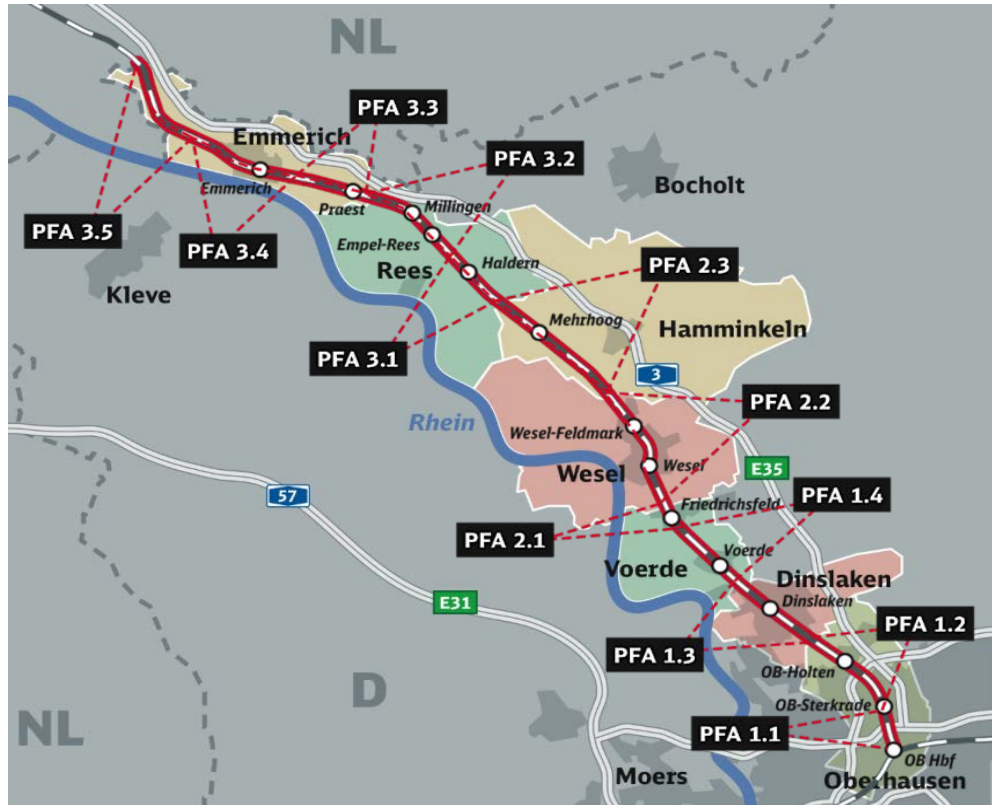 NL
PFA 3.3
Emmerich
PFA 3.2
Emmerich
Bocholt
Praest
Millingen
PFA 3.5
PFA 3.4
Empel-Rees
Rees
Haldern
PFA 2.3
Kleve
Mehrhoog
Hamminkeln
PFA 3.1
3
PFA 2.2
Rhein
Wesel-Feldmark
Wesel
Wesel
E35
57
PFA 1.4
Friedrichsfeld
PFA 2.1
Voerde
Voerde
Dinslaken
E31
Dinslaken
PFA 1.2
PFA 1.3
OB-Holten
D
OB-Sterkrade
NL
PFA 1.1
OB Hbf
Moers
Oberhausen